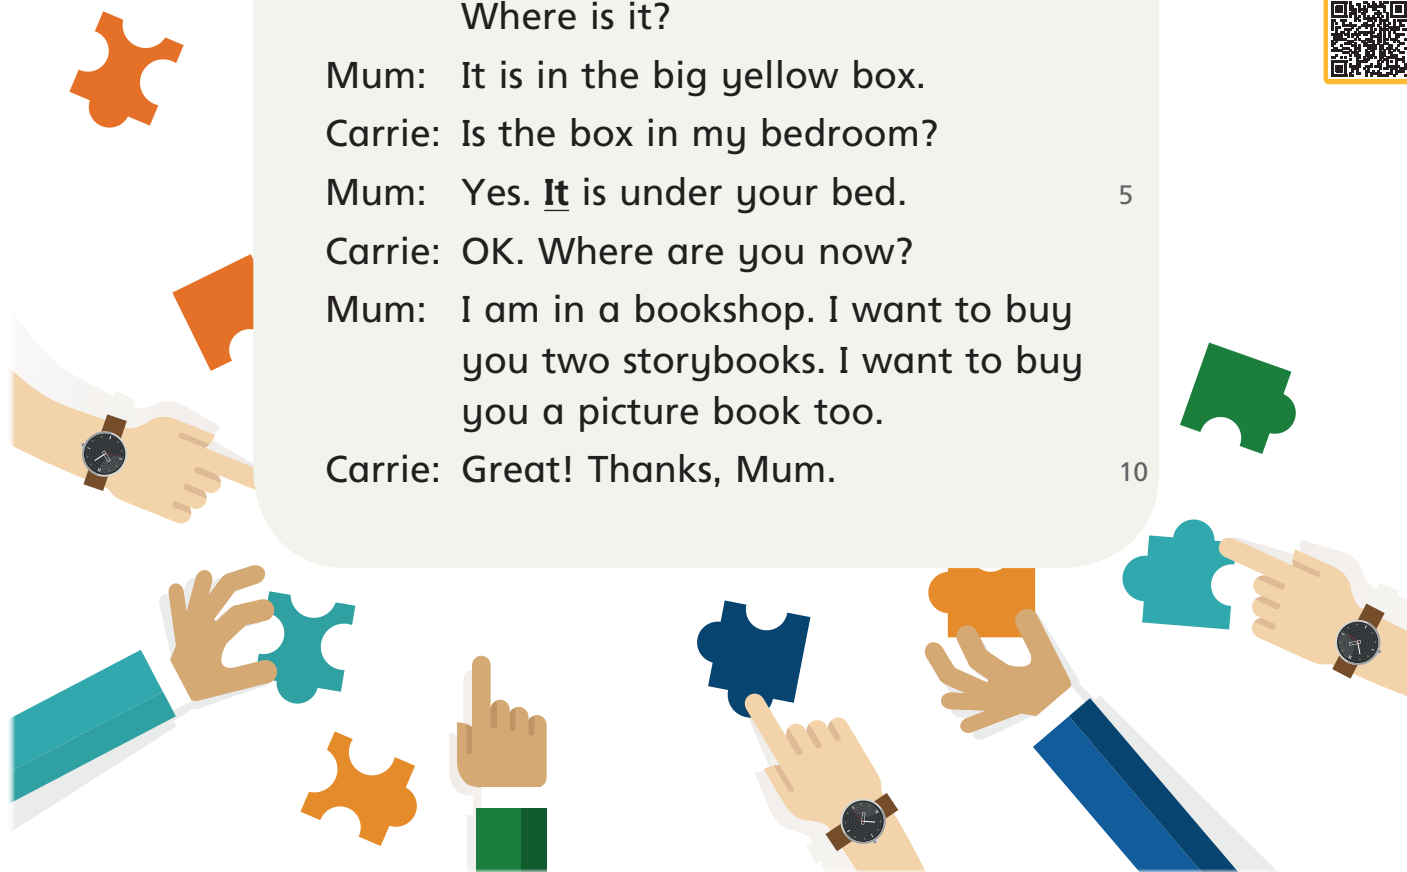 Where is it?
Mum: It is in the big yellow box.
Carrie: Is the box in my bedroom?
Mum: Yes. It is under your bed. 5
Carrie: OK. Where are you now?
Mum: I am in a bookshop. I want to buy
you two storybooks. I want to buy
you a picture book too.
Carrie: Great! Thanks, Mum. 10